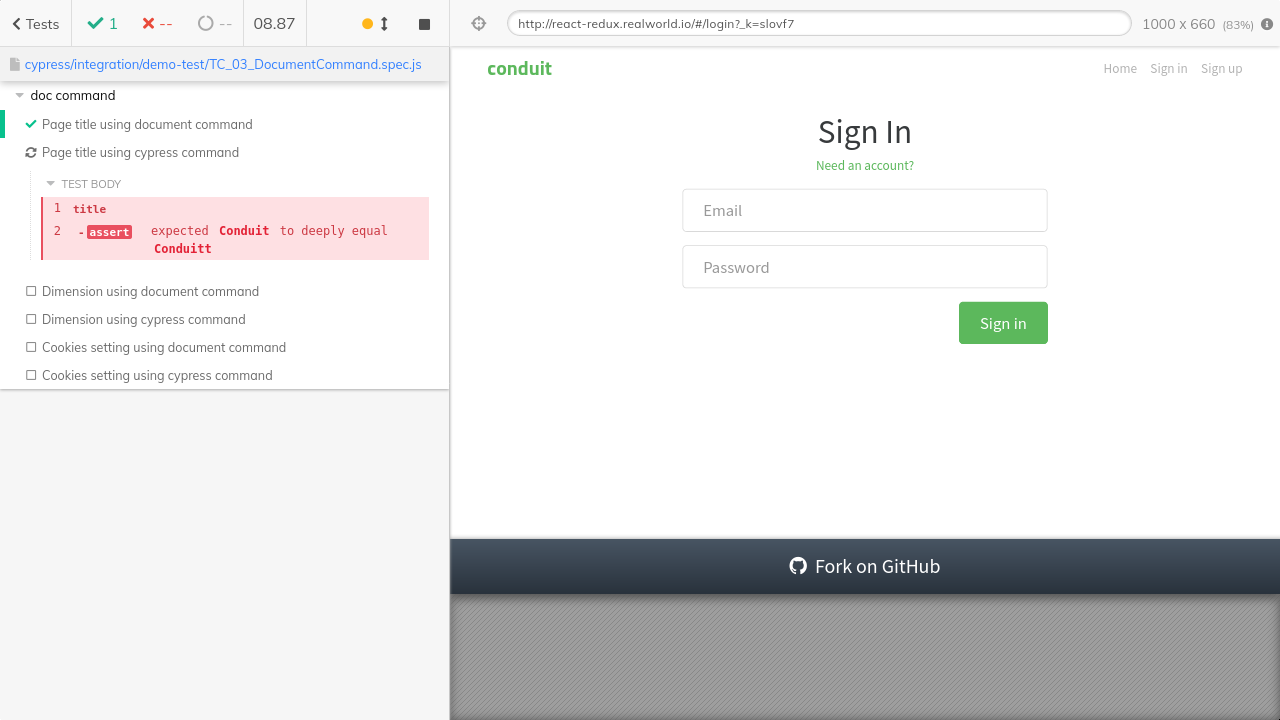 Tests 1 -- -- 08.87
cypress/integration/demo-test/TC_03_DocumentCommand.spec.js
doc command
Page title using document command
Page title using cypress command
TEST BODY
1 title
2 -assert expected Conduit to deeply equal
Conduitt
Dimension using document command
Dimension using cypress command
Cookies setting using document command
Cookies setting using cypress command
http://react-redux.realworld.io/#/login?_k=slovf7 1000 x 660 (83%)
conduit Home Sign in Sign up
Sign In
Need an account?
Email
Password
Sign in
Fork on GitHub